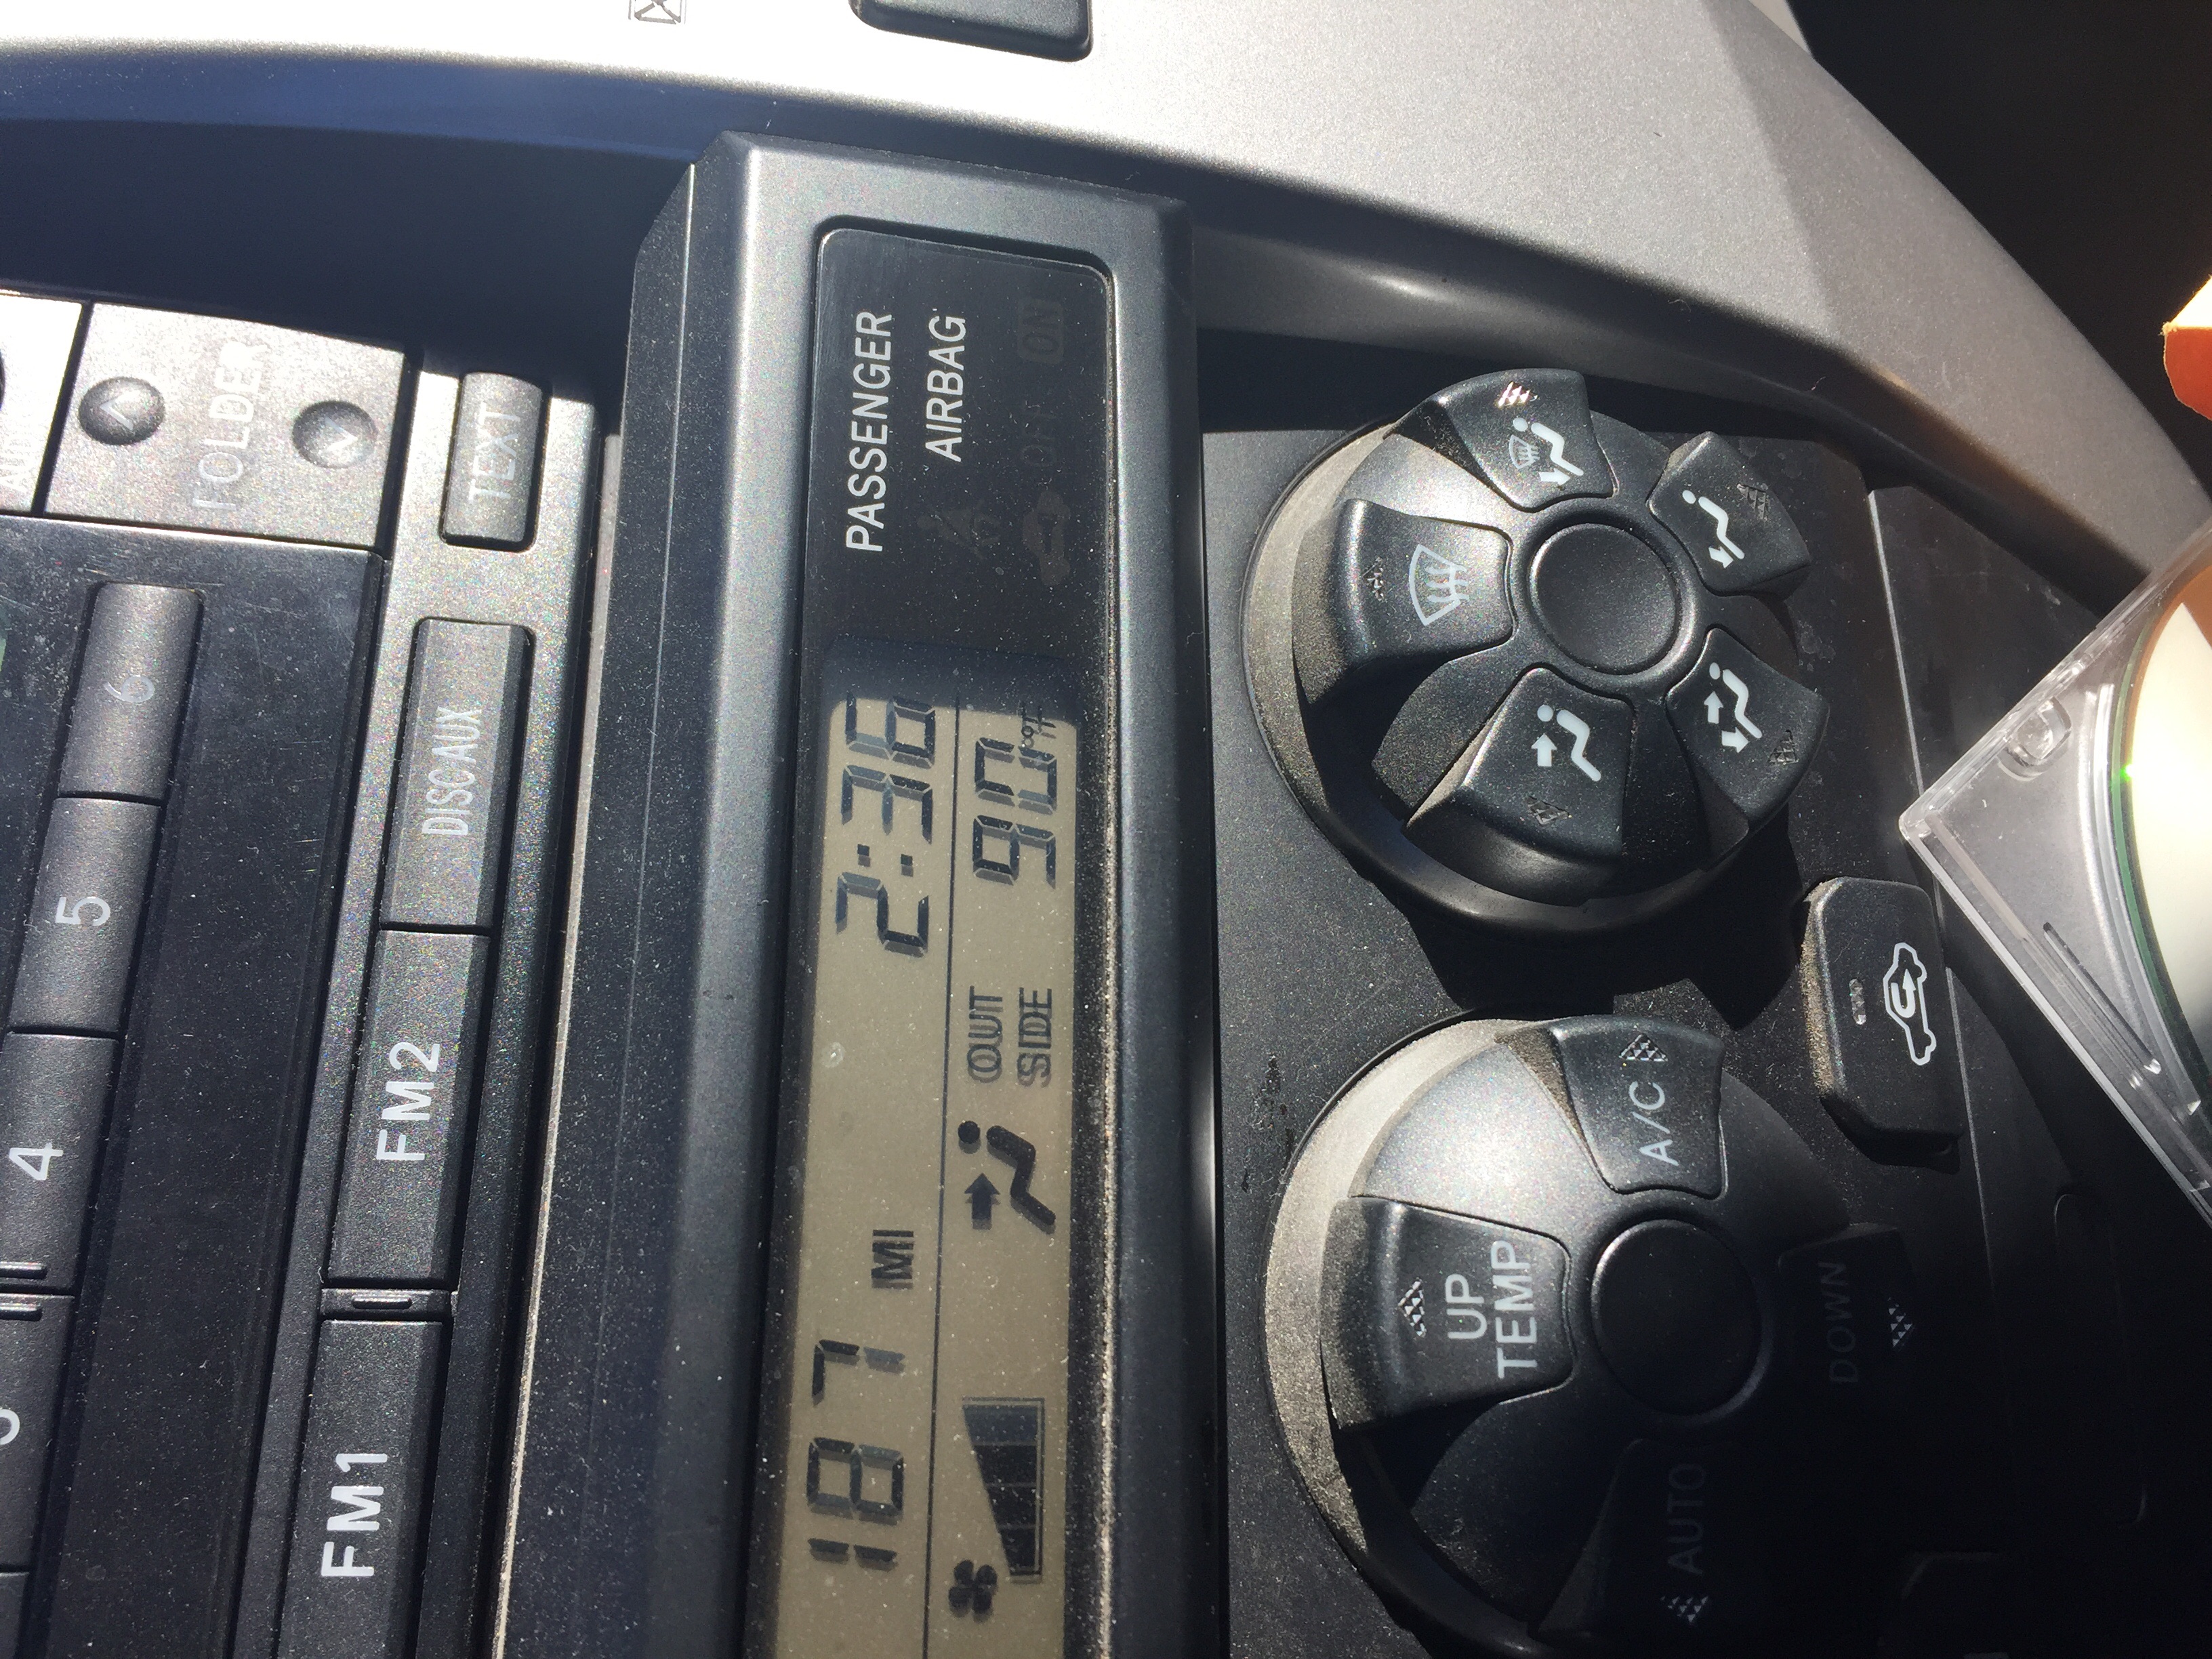 4 5 6
FOLDER
FM1 FM2 DISC·AUX TEXT
187 MI 2:36
OUT
SIDE 90°F
PASSENGER
AIRBAG
OFF ON
UP
TEMP
A/C
AUTO
DOWN